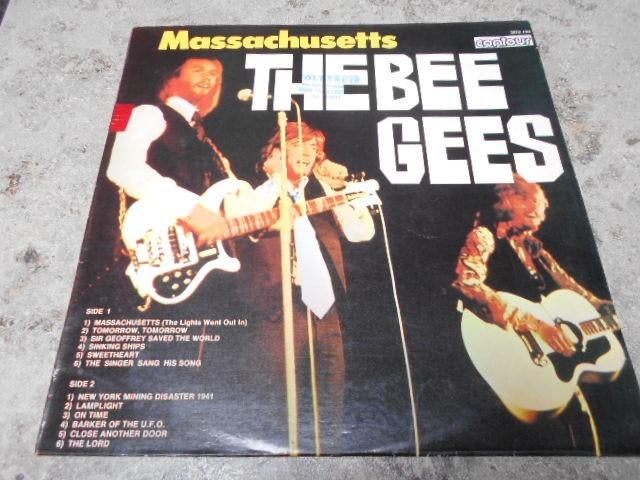 Massachusetts
contour
THE BEE
GEES
SIDE 1
1) MASSACHUSETTS (The Lights Went Out In)
2) TOMORROW, TOMORROW
3) SIR GEOFFREY SAVED THE WORLD
4) SINKING SHIPS
5) SWEETHEART
6) THE SINGER SANG HIS SONG
SIDE 2
1) NEW YORK MINING DISASTER 1941
2) LAMPLIGHT
3) ON TIME
4) BARKER OF THE U.F.O.
5) CLOSE ANOTHER DOOR
6) THE LORD